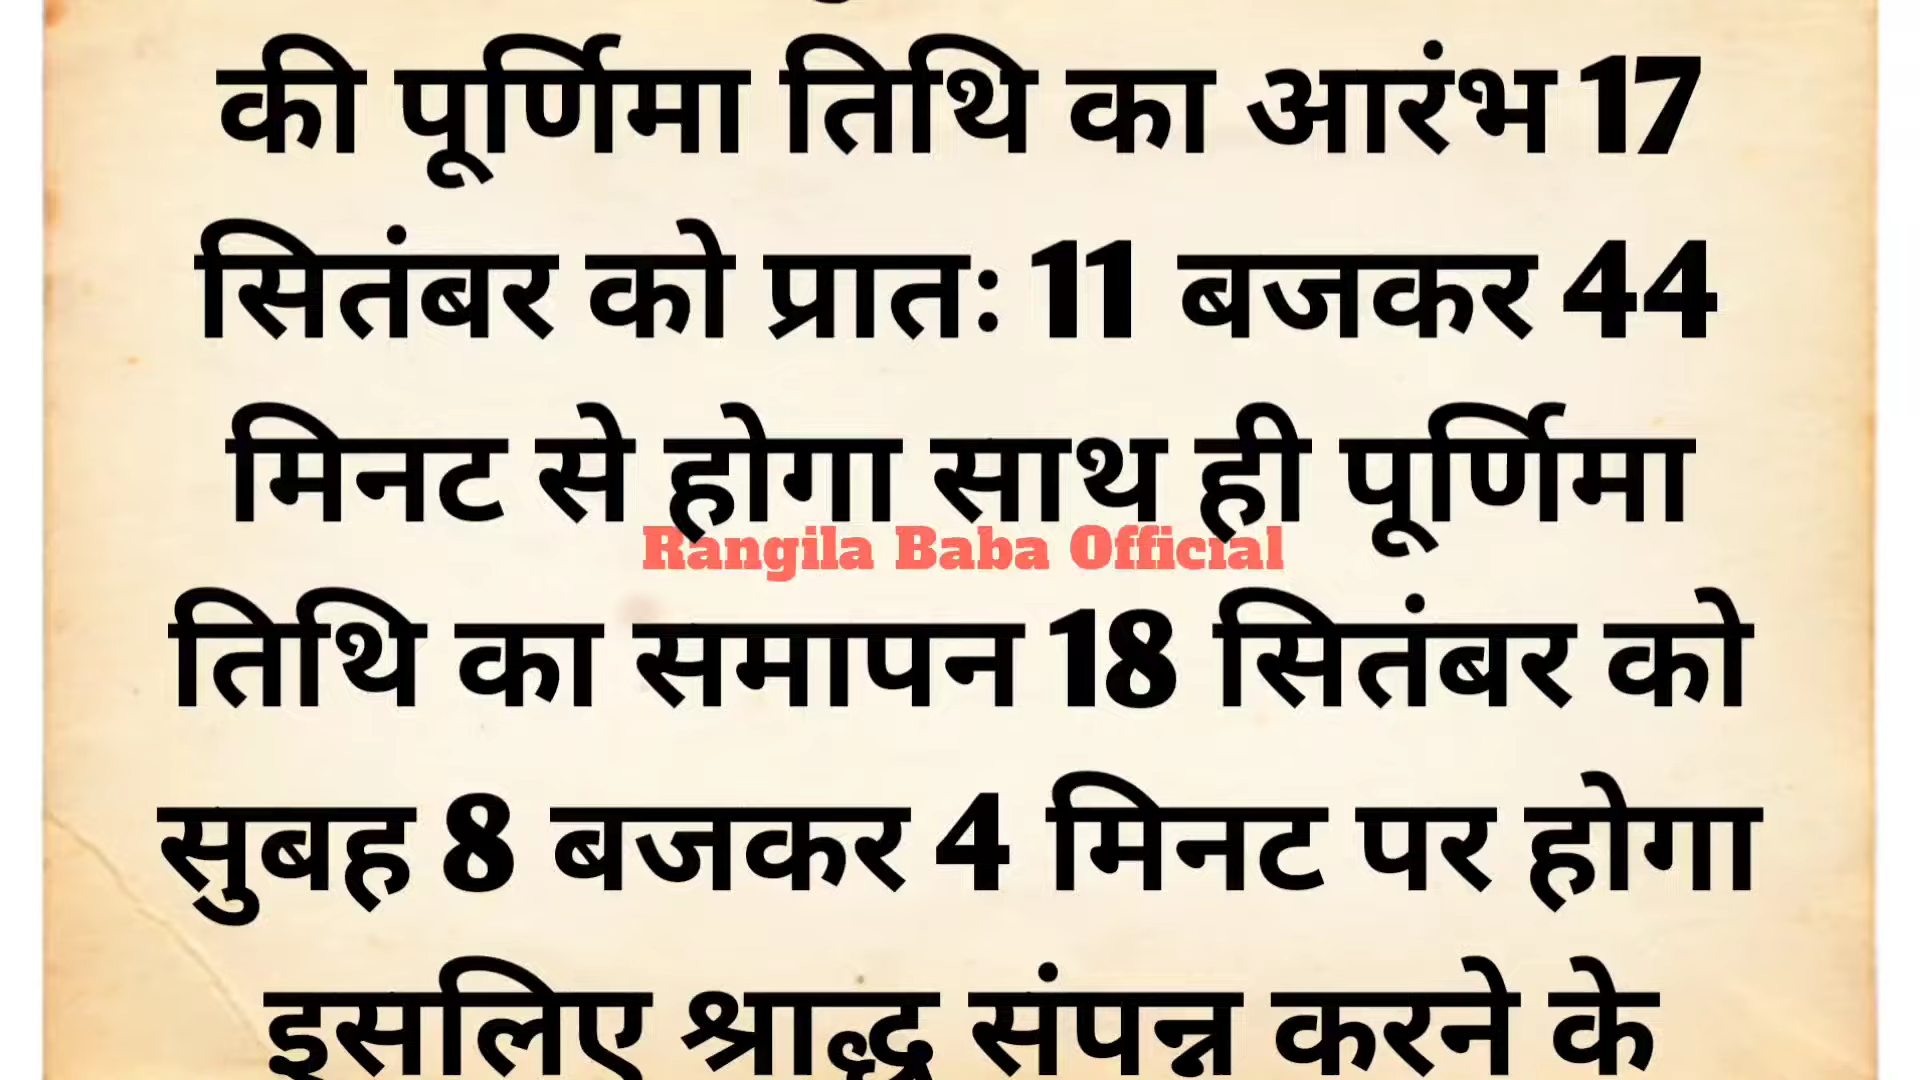 की पूर्णिमा तिथि का आरंभ 17
सितंबर को प्रातः 11 बजकर 44
मिनट से होगा साथ ही पूर्णिमा
Rangila Baba Official
तिथि का समापन 18 सितंबर को
सुबह 8 बजकर 4 मिनट पर होगा
इसलिए श्राद्ध संपन्न करने के